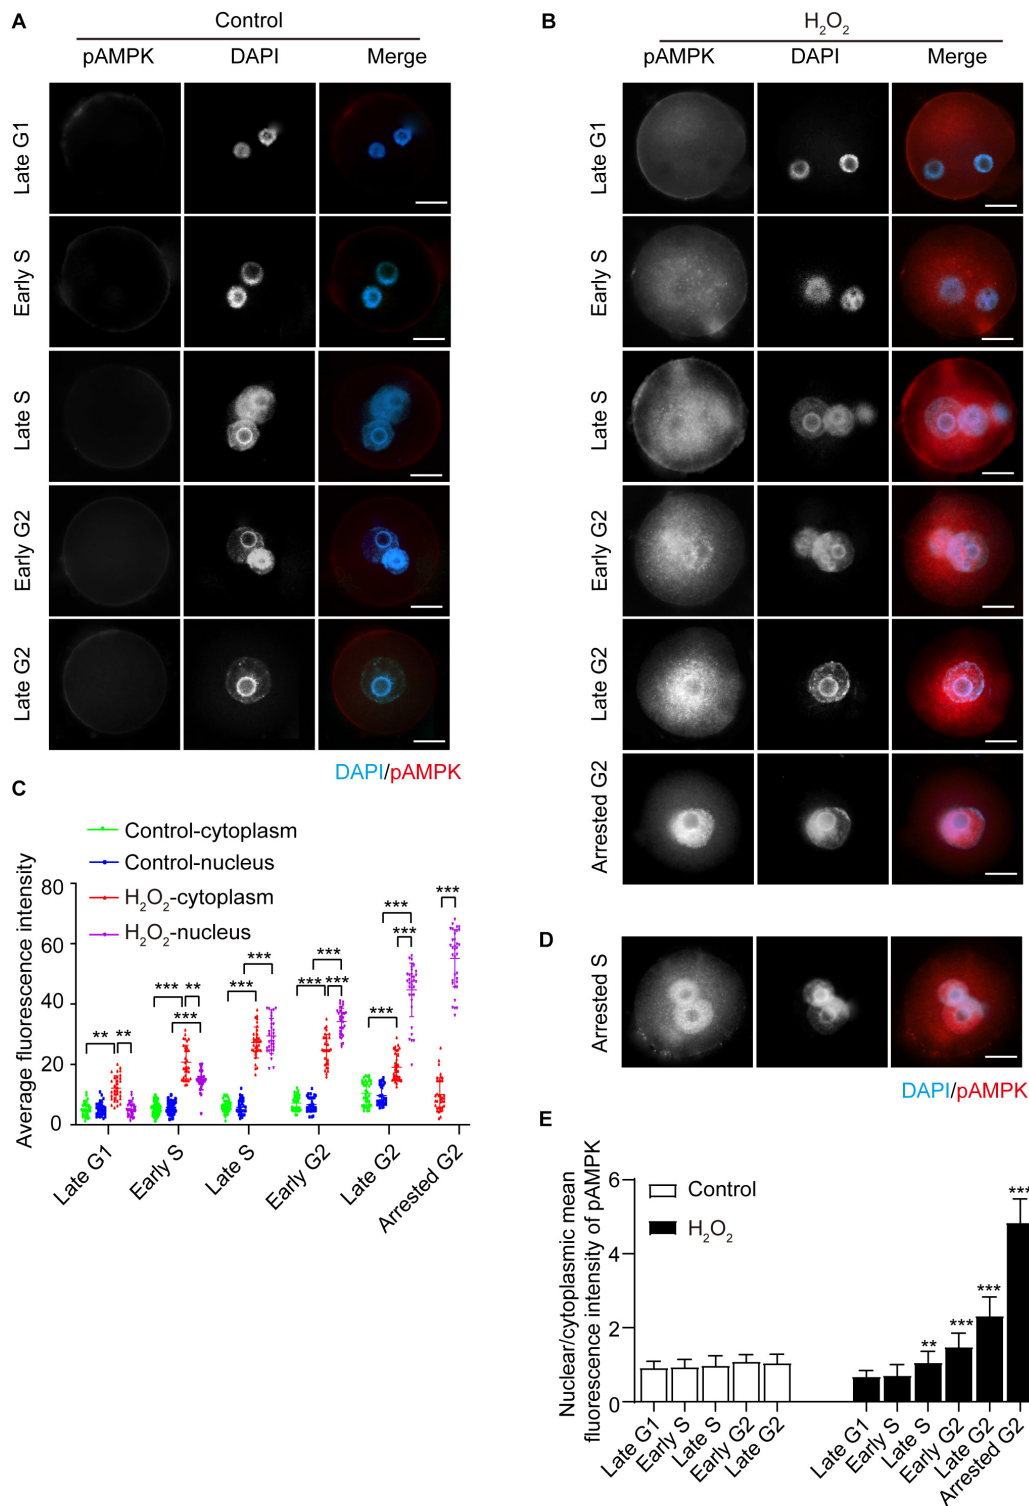 A
Control
pAMPK DAPI Merge
Late G1
Early S
Late S
Early G2
Late G2
DAPI/pAMPK
B
H₂O₂
pAMPK DAPI Merge
Late G1
Early S
Late S
Early G2
Late G2
Arrested G2
C
Control-cytoplasm
Control-nucleus
H₂O₂-cytoplasm
H₂O₂-nucleus
Average fluorescence intensity
80
60
40
20
0
** **
*** **
***
*** ***
*** ***
***
*** ***
***
***
Late G1
Early S
Late S
Early G2
Late G2
Arrested G2
D
Arrested S
DAPI/pAMPK
E
Nuclear/cytoplasmic mean
fluorescence intensity of pAMPK
6
4
2
0
Control
H₂O₂
**
***
***
***
Late G1
Early S
Late S
Early G2
Late G2
Late G1
Early S
Late S
Early G2
Late G2
Arrested G2